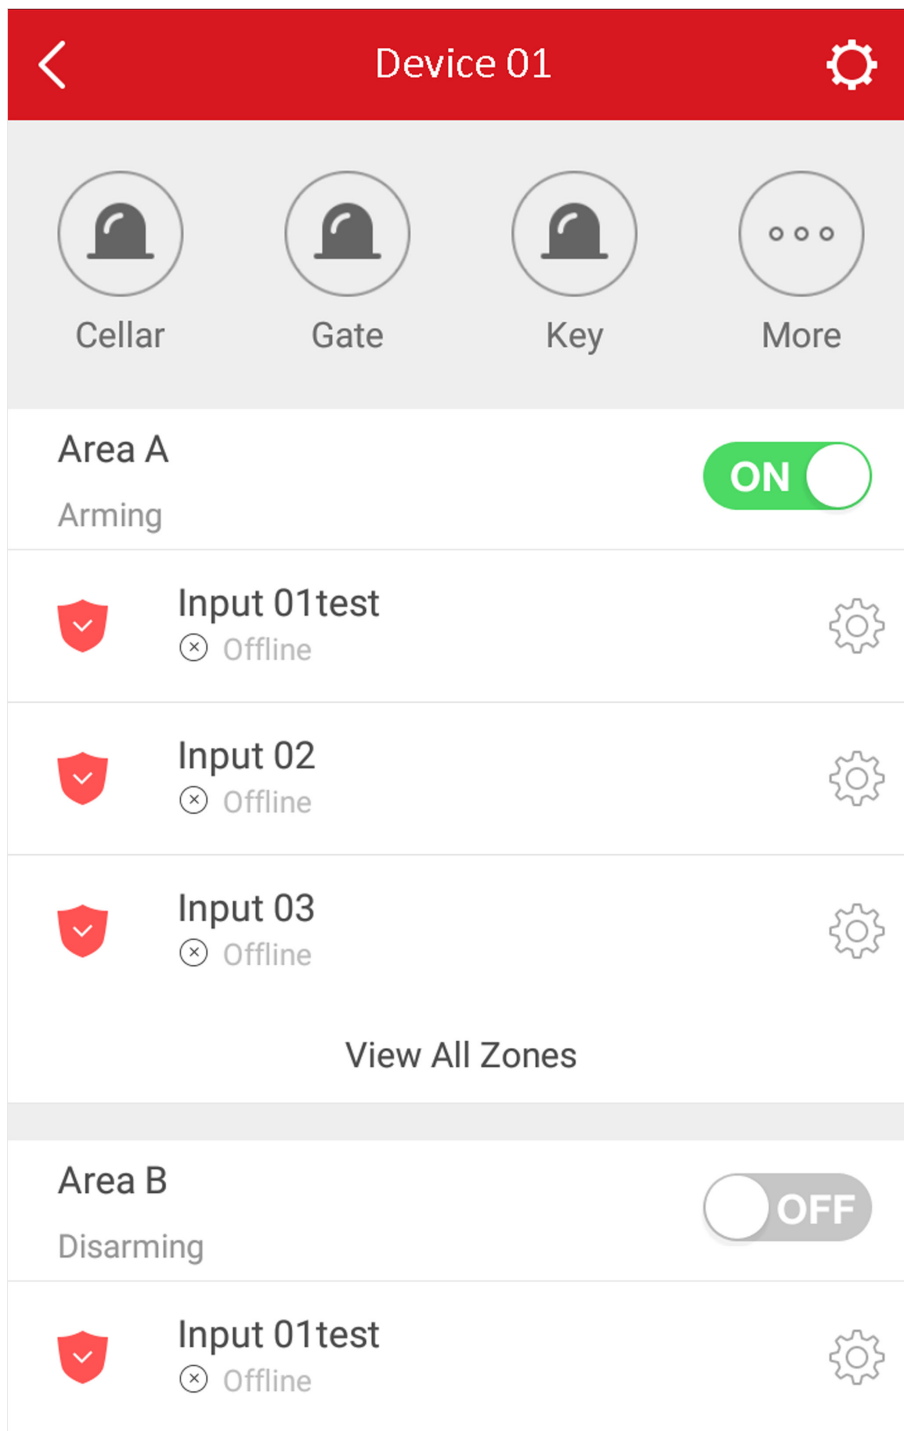 Device 01
Cellar
Gate
Key
More
Area A
ON
Arming
Input 01test
Offline
Input 02
Offline
Input 03
Offline
View All Zones
Area B
OFF
Disarming
Input 01test
Offline